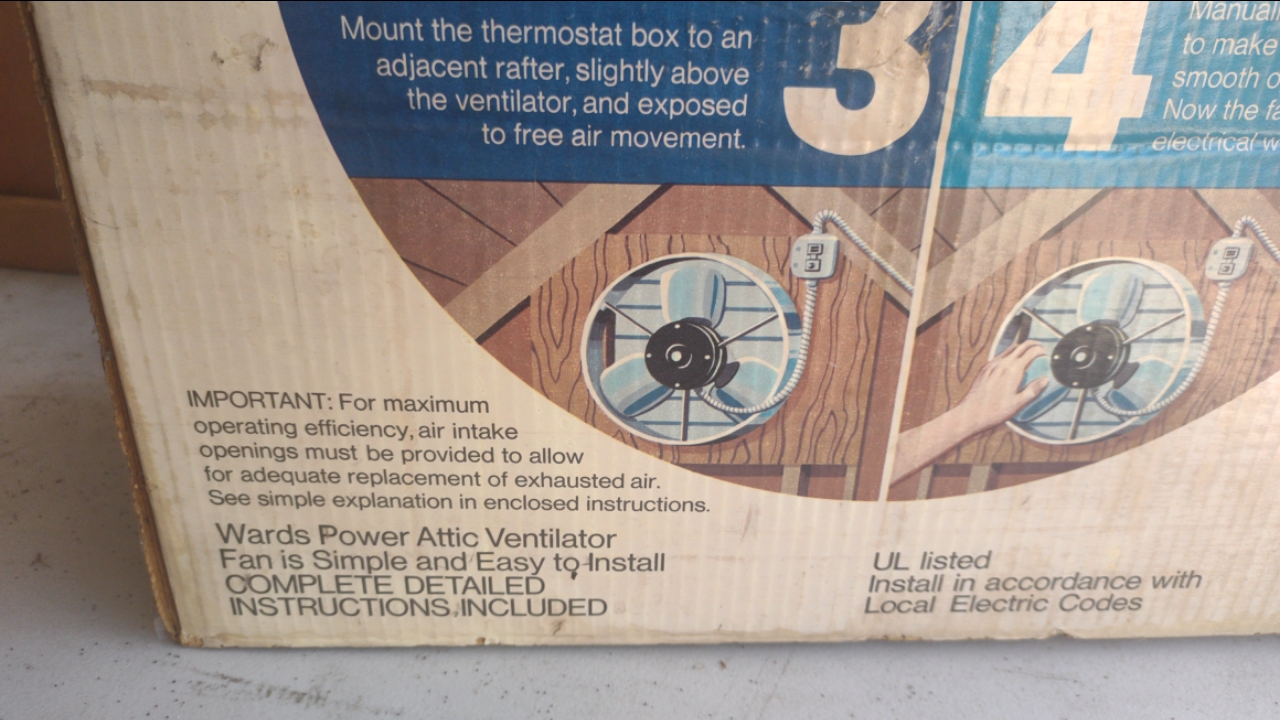 Mount the thermostat box to an
adjacent rafter, slightly above
the ventilator, and exposed
to free air movement.
3
4
to make
smooth
Now the
electrical
IMPORTANT: For maximum
operating efficiency, air intake
openings must be provided to allow
for adequate replacement of exhausted air.
See simple explanation in enclosed instructions.
Wards Power Attic Ventilator
Fan is Simple and Easy to Install
COMPLETE DETAILED
INSTRUCTIONS INCLUDED
UL listed
Install in accordance with
Local Electric Codes